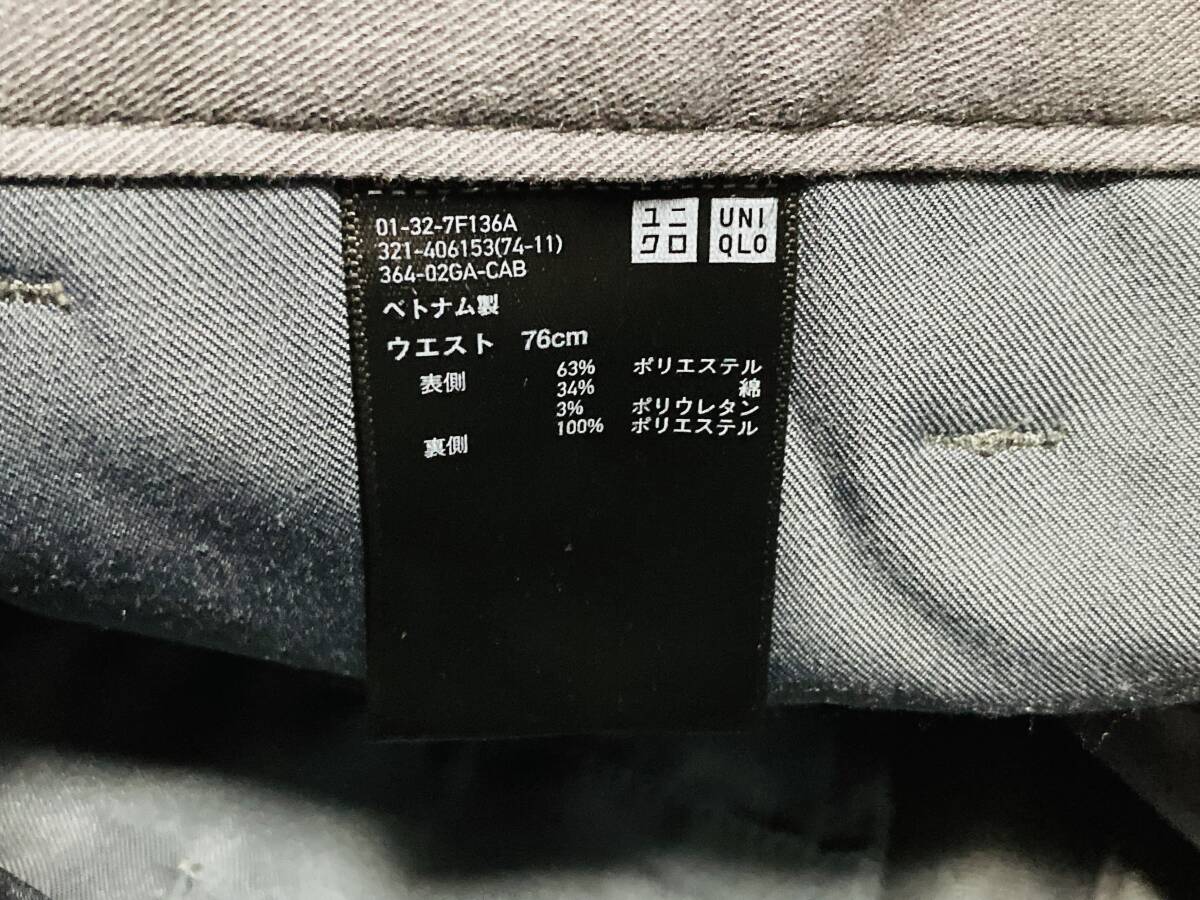 01-32-7F136A
321-406153(74-11)
364-02GA-CAB
ユニ
クロ
UNI
QLO
ベトナム製
ウエスト 76cm
表側 63% ポリエステル
34% 綿
3% ポリウレタン
裏側 100% ポリエステル